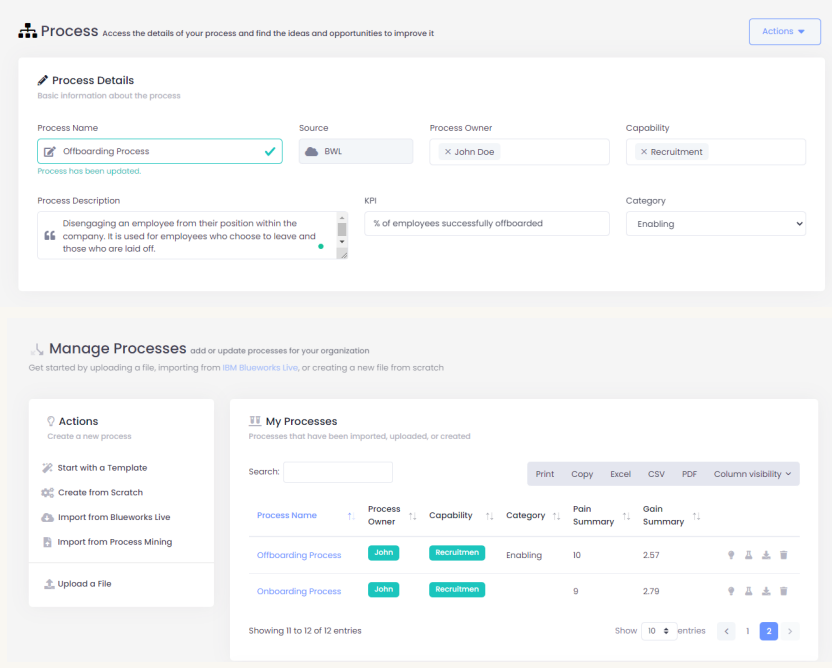 Process Access the details of your process and find the ideas and opportunities to improve it
Actions
Process Details
Basic information about the process
Process Name Source Process Owner Capability
Offboarding Process BWL × John Doe × Recruitment
Process has been updated.
Process Description KPI Category
Disengaging an employee from their position within the
company. It is used for employees who choose to leave and
those who are laid off.
% of employees successfully offboarded
Enabling
Manage Processes add or update processes for your organization
Get started by uploading a file, importing from IBM Blueworks Live, or creating a new file from scratch
Actions
Create a new process
Start with a Template
Create from Scratch
Import from Blueworks Live
Import from Process Mining
Upload a File
My Processes
Processes that have been imported, uploaded, or created
Search:
Print Copy Excel CSV PDF Column visibility
Process Name Process Owner Capability Category Pain Summary Gain Summary
Offboarding Process John Recruitmen Enabling 10 2.57
Onboarding Process John Recruitmen 9 2.79
Showing 11 to 12 of 12 entries Show 10 entries < 1 2 >